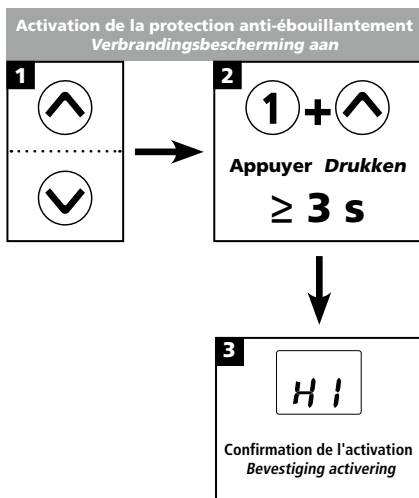 Activation de la protection anti-ébouillantement
Verbrandingsbescherming aan
1
2
1 +
Appuyer Drukken
≥ 3 s
3
HI
Confirmation de l'activation
Bevestiging activering